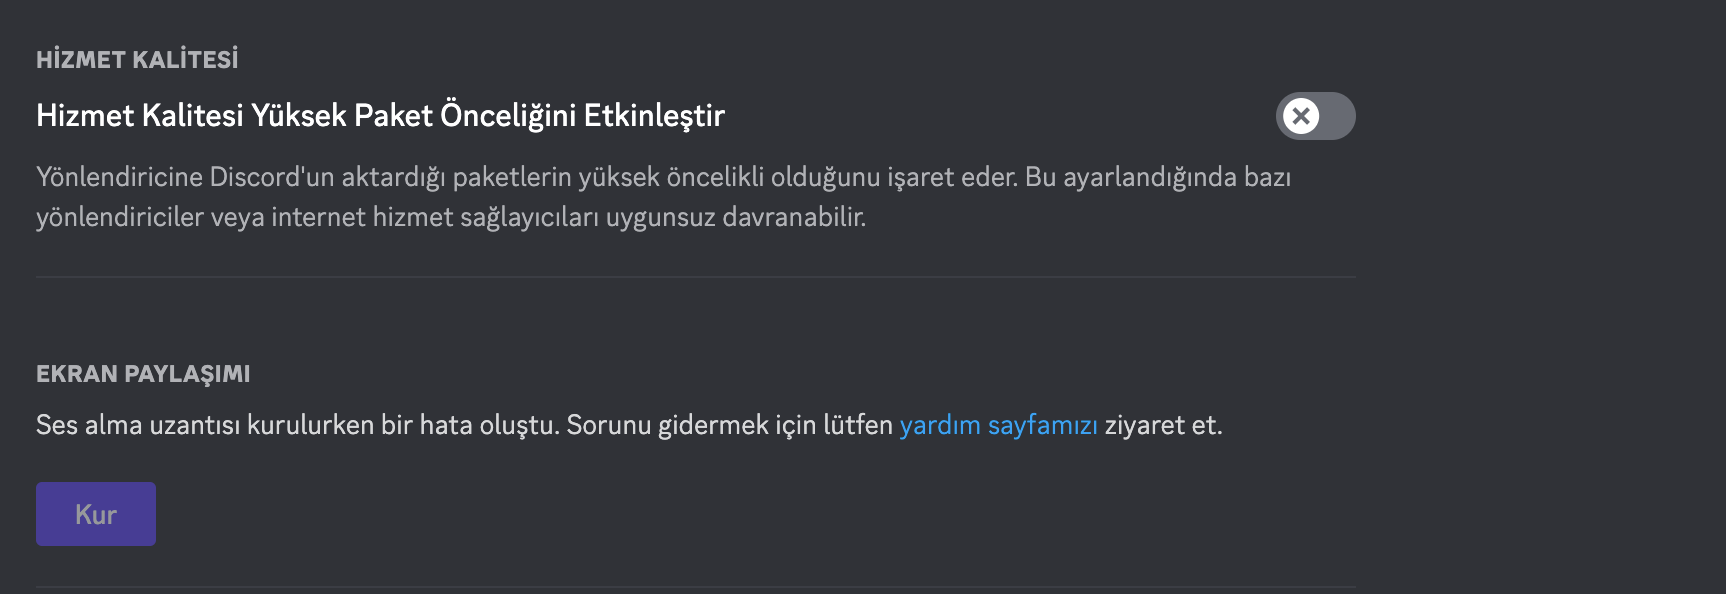 HİZMET KALİTESİ
Hizmet Kalitesi Yüksek Paket Önceliğini Etkinleştir
Yönlendiricine Discord'un aktardığı paketlerin yüksek öncelikli olduğunu işaret eder. Bu ayarlandığında bazı
yönlendiriciler veya internet hizmet sağlayıcıları uygunsuz davranabilir.
EKRAN PAYLAŞIMI
Ses alma uzantısı kurulurken bir hata oluştu. Sorunu gidermek için lütfen yardım sayfamızı ziyaret et.
Kur